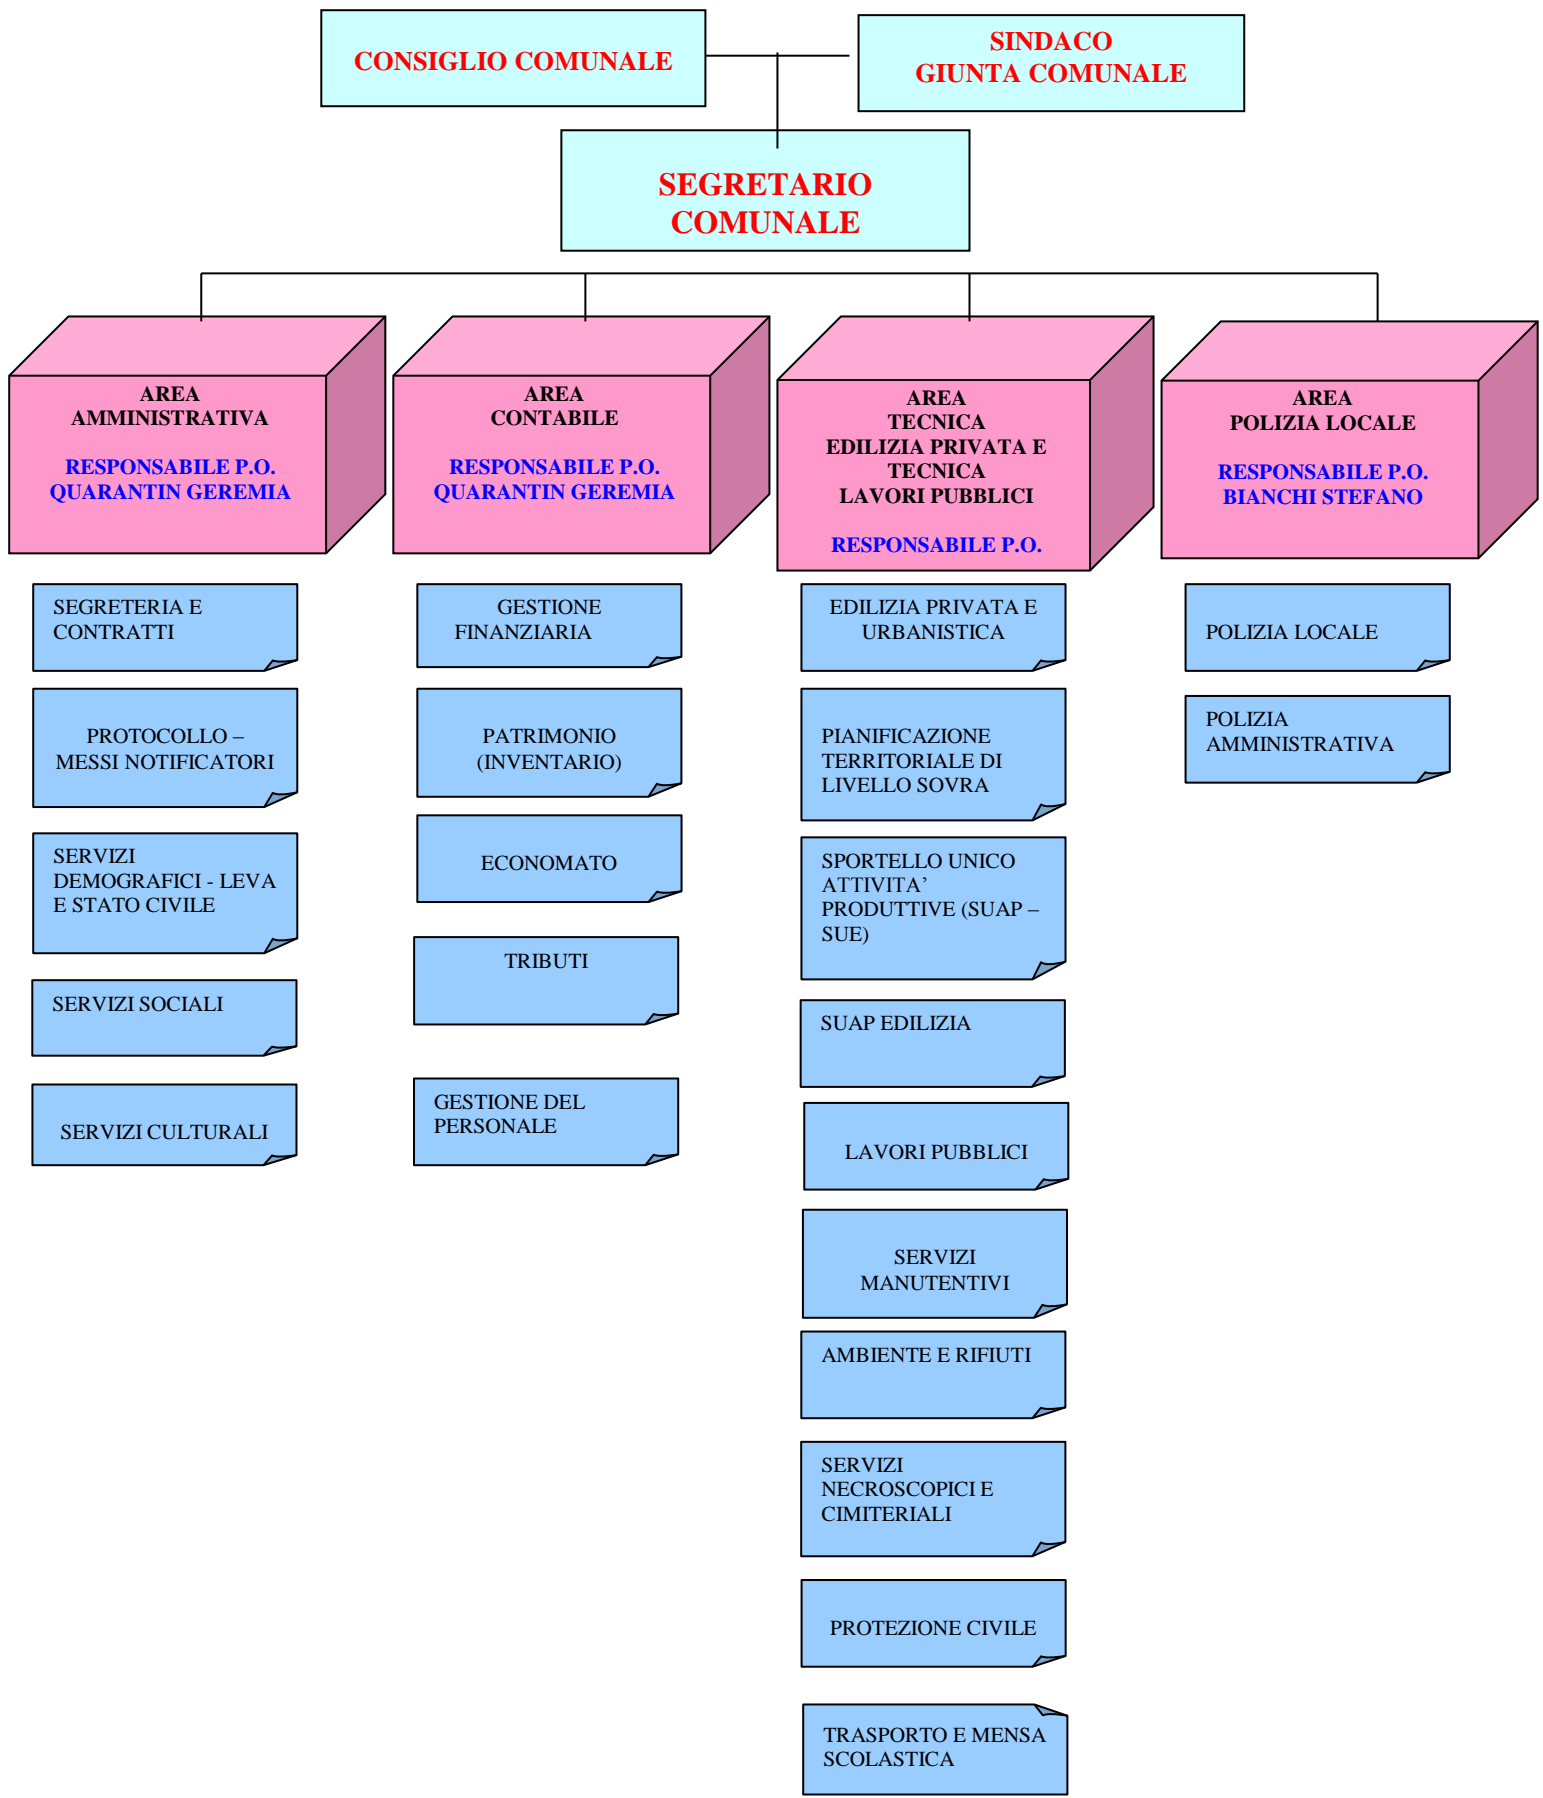 CONSIGLIO COMUNALE
SINDACO
GIUNTA COMUNALE
SEGRETARIO
COMUNALE
AREA
AMMINISTRATIVA
RESPONSABILE P.O.
QUARANTIN GEREMIA
AREA
CONTABILE
RESPONSABILE P.O.
QUARANTIN GEREMIA
AREA
TECNICA
EDILIZIA PRIVATA E
TECNICA
LAVORI PUBBLICI
RESPONSABILE P.O.
AREA
POLIZIA LOCALE
RESPONSABILE P.O.
BIANCHI STEFANO
SEGRETERIA E
CONTRATTI
PROTOCOLLO –
MESSI NOTIFICATORI
SERVIZI
DEMOGRAFICI - LEVA
E STATO CIVILE
SERVIZI SOCIALI
SERVIZI CULTURALI
GESTIONE
FINANZIARIA
PATRIMONIO
(INVENTARIO)
ECONOMATO
TRIBUTI
GESTIONE DEL
PERSONALE
EDILIZIA PRIVATA E
URBANISTICA
PIANIFICAZIONE
TERRITORIALE DI
LIVELLO SOVRA
SPORTELLO UNICO
ATTIVITA’
PRODUTTIVE (SUAP –
SUE)
SUAP EDILIZIA
LAVORI PUBBLICI
SERVIZI
MANUTENTIVI
AMBIENTE E RIFIUTI
SERVIZI
NECROSCOPICI E
CIMITERIALI
PROTEZIONE CIVILE
TRASPORTO E MENSA
SCOLASTICA
POLIZIA LOCALE
POLIZIA
AMMINISTRATIVA